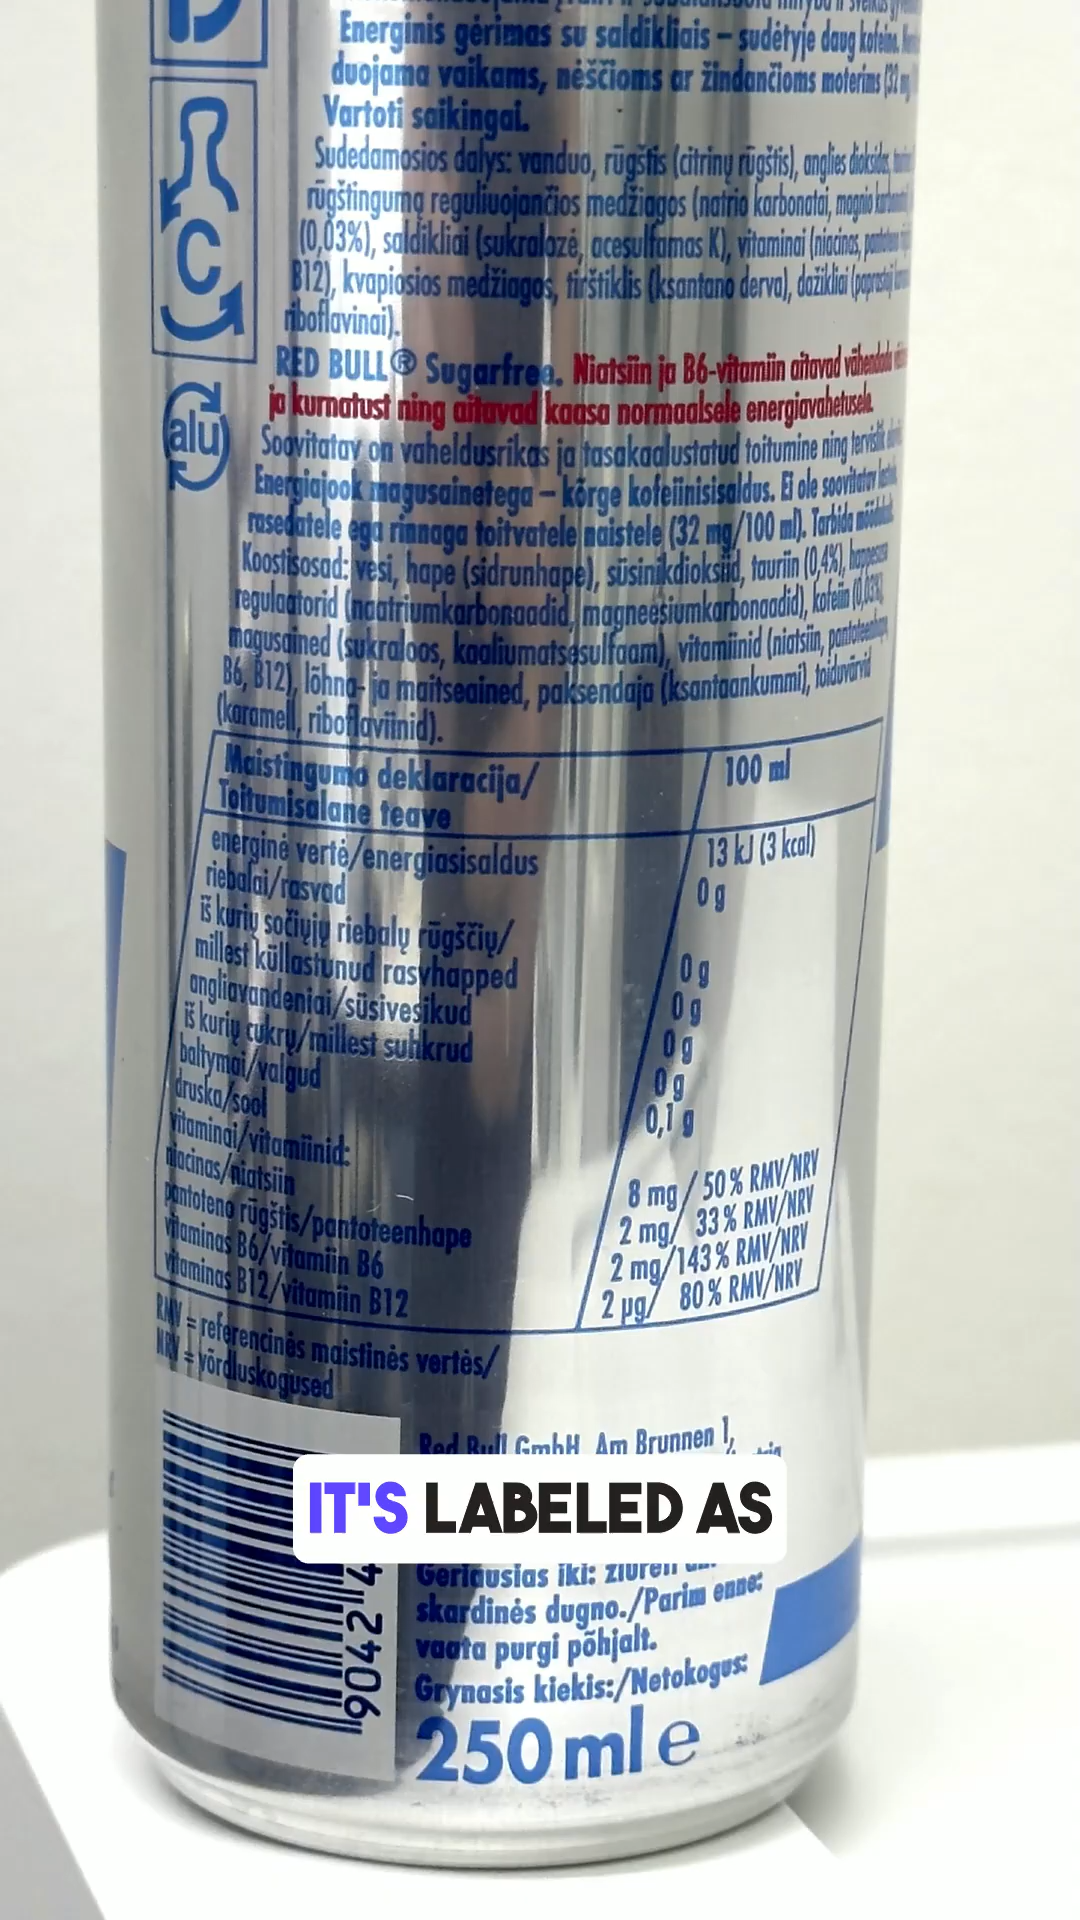 Energinis gėrimas su saldikliais – sudėtyje daug kofeino.
duojama vaikams, nėščioms ar žindančioms moterims (32 mg
Vartoti saikingai.
Sudedamosios dalys: vanduo, rūgštis (citrinų rūgštis), anglies dioksidas,
rūgštingumą reguliuojančios medžiagos (natrio karbonatai, magnio
(0,03%), saldikliai (sukralozė, acesulfamas K), vitaminai (niacinas,
B12), kvapiosios medžiagos, tirštiklis (ksantano derva), dažikliai (paprastoji
riboflavinai).
RED BULL® Sugarfree. Niatsiin ja B6-vitamiin aitavad vähendada
ja kurnatust ning aitavad kaasa normaalsele energiavahetusele.
Soovitatav on vaheldusrikas ja tasakaalustatud toitumine ning tervislik
Energiajook magusainetega – kõrge kofeiinisisaldus. Ei ole soovitatav
rasedatele ega rinnaga toitvatele naistele (32 mg/100 ml). Tarbida
Koostisosad: vesi, hape (sidrunhape), süsinikdioksiid, tauriin (0,4%),
regulaatorid (naatriumkarbonaadid, magneesiumkarbonaadid), kofeiin (0,03%),
magusained (sukraloos, kaaliumatsesulfaam), vitamiinid (niatsiin, pantoteenhape,
B6, B12), lõhna- ja maitseained, paksendaja (ksantaankummi), toiduvärvid
(karamell, riboflaviinid).
Maistingumo deklaracija/ 100 ml
Toitumisalane teave
energinė vertė/energiasisaldus 13 kJ (3 kcal)
riebalai/rasvad 0 g
iš kurių sočiųjų riebalų rūgščių/
millest küllastunud rasvhapped 0 g
angliavandeniai/süsivesikud 0 g
iš kurių cukrų/millest suhkrud 0 g
baltymai/valgud 0 g
druska/sool 0,1 g
vitaminai/vitamiinid:
niacinas/niatsiin 8 mg/ 50% RMV/NRV
pantoteno rūgštis/pantoteenhape 2 mg/ 33% RMV/NRV
vitaminas B6/vitamiin B6 2 mg/143% RMV/NRV
vitaminas B12/vitamiin B12 2 µg/ 80% RMV/NRV
RMV = referencinės maistinės vertės/
NRV = võrdluskogused
C
alu
Red Bull GmbH, Am Brunnen 1,
IT'S LABELED AS
Geriausias iki: žiūrėti
skardinės dugno./Parim enne:
vaata purgi põhjalt.
Grynasis kiekis:/Netokogus:
250 ml e
9042 4